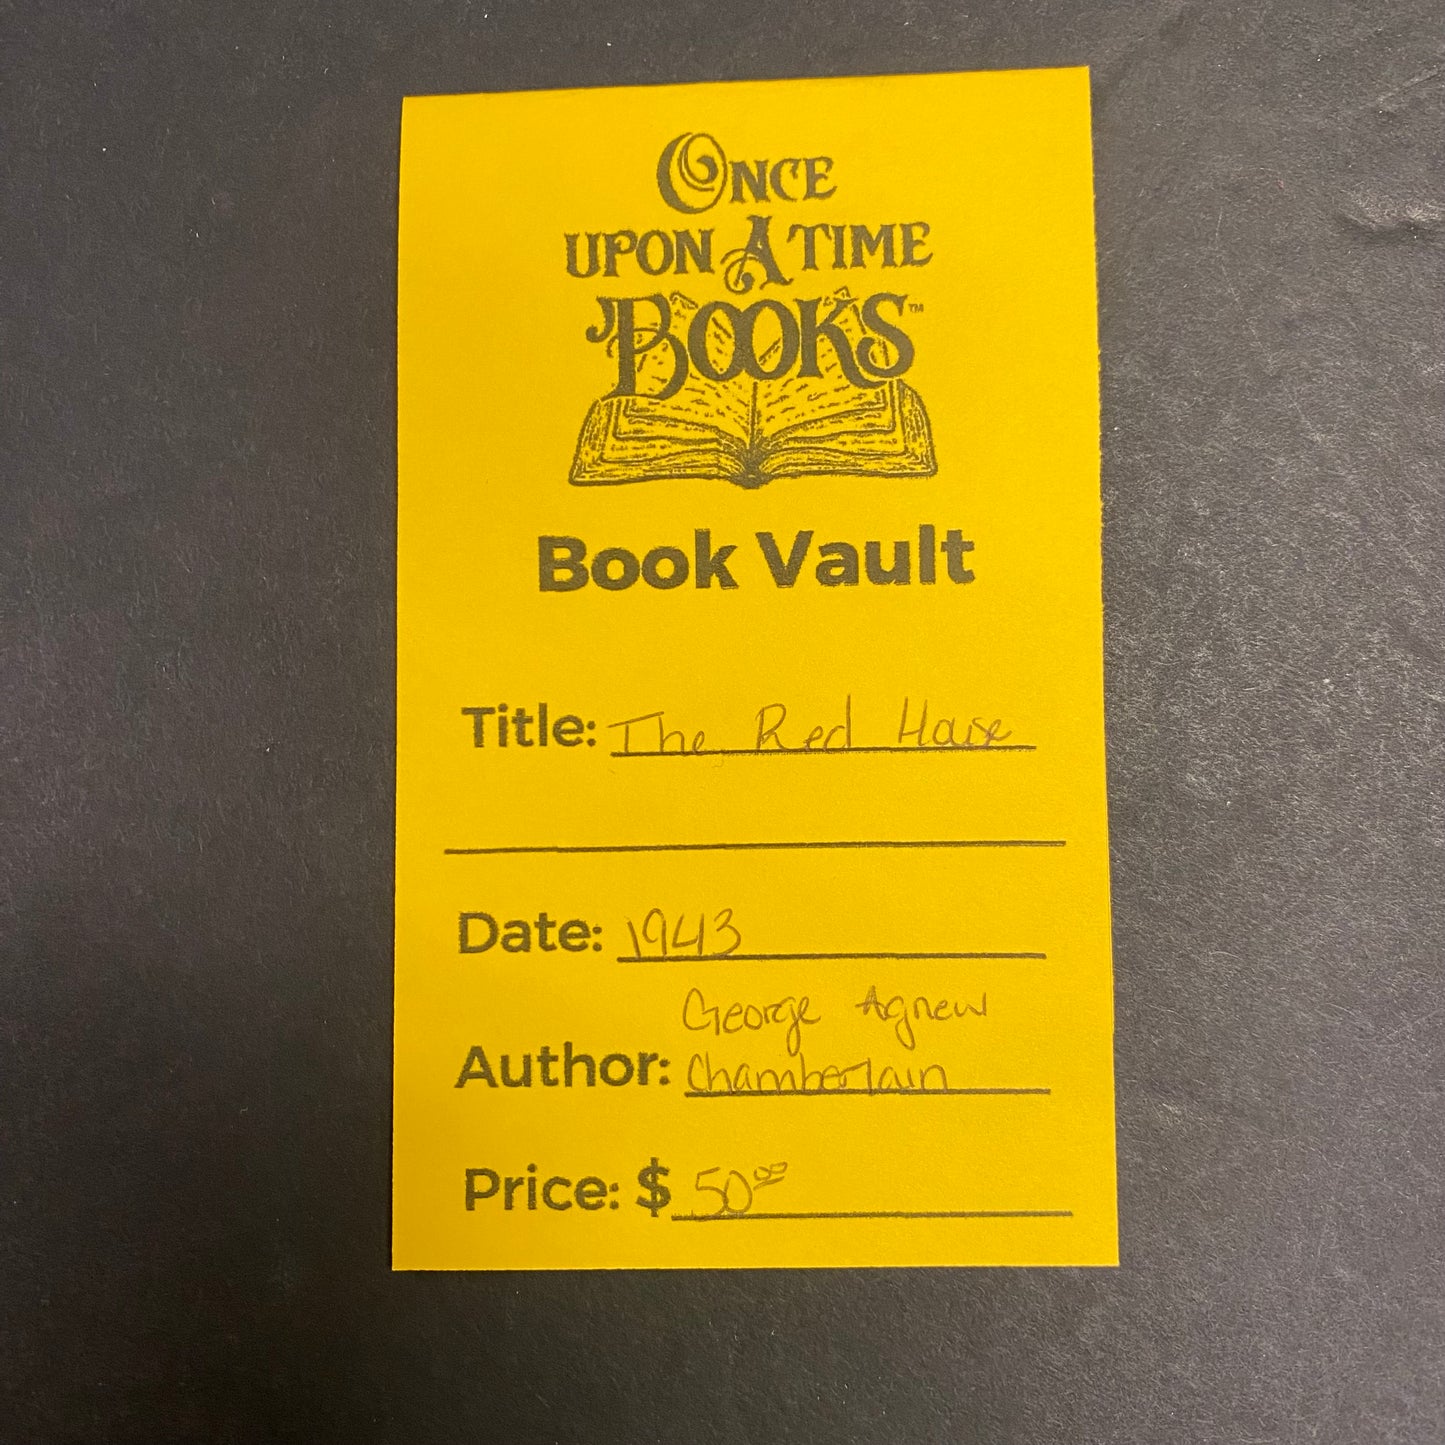 ONCE
UPON A TIME
BOOKS™
Book Vault
Title: The Red House
Date: 1943
George Agnew
Author: Chamberlain
Price: $ 50.00